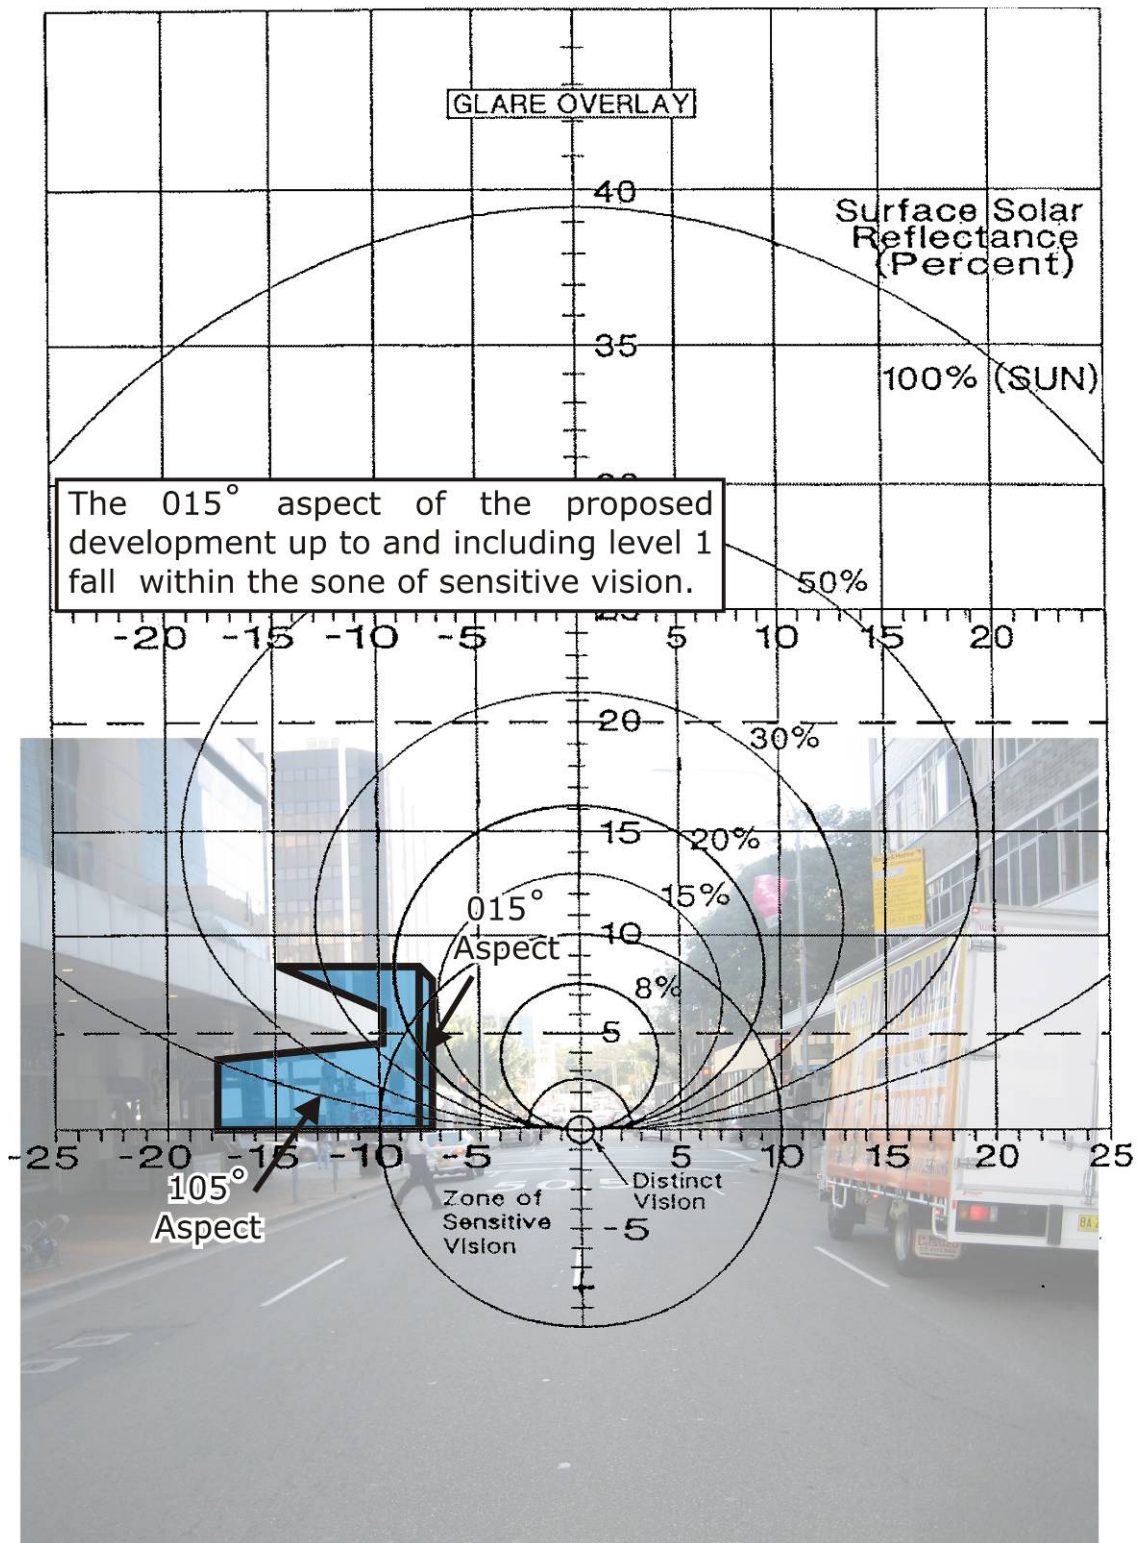 GLARE OVERLAY
40
Surface Solar
Reflectance
(Percent)
35
100% (SUN)
The 015° aspect of the proposed
development up to and including level 1
fall within the sone of sensitive vision.
50%
-20 -15 -10 -5 5 10 15 20
20
30%
15
20%
15%
015°
Aspect
10
8%
5
-25 -20 -15 -10 -5 5 10 15 20 25
105°
Aspect
Zone of
Sensitive
Vision
Distinct
Vision
-5